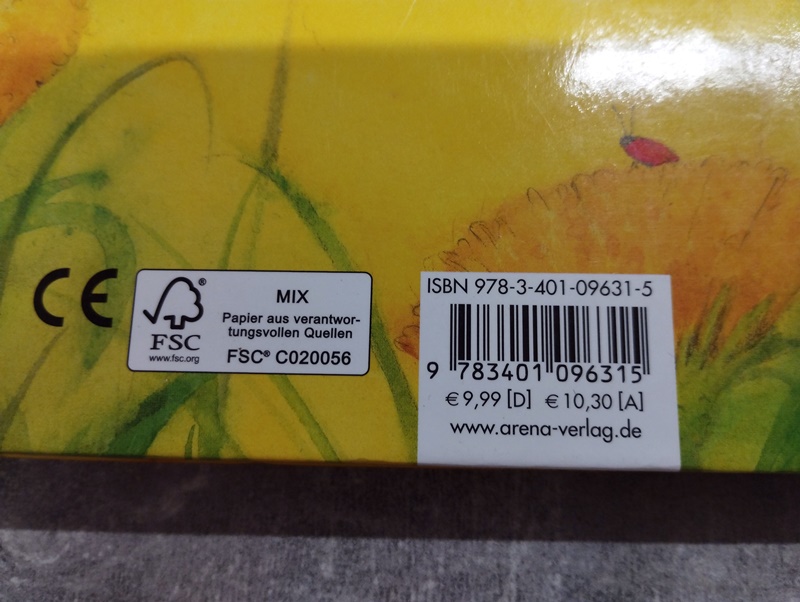 CE
FSC®
www.fsc.org
MIX
Papier aus verantwor-
tungsvollen Quellen
FSC® C020056
ISBN 978-3-401-09631-5
9 783401 096315
€ 9,99 [D] € 10,30 [A]
www.arena-verlag.de